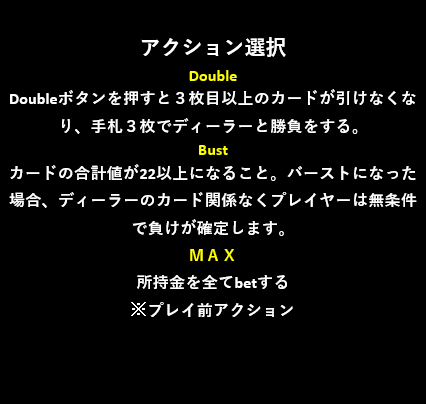 アクション選択
Double
Doubleボタンを押すと３枚目以上のカードが引けなくな
り、手札３枚でディーラーと勝負をする。
Bust
カードの合計値が22以上になること。バーストになった
場合、ディーラーのカード関係なくプレイヤーは無条件
で負けが確定します。
ＭＡＸ
所持金を全てbetする
※プレイ前アクション